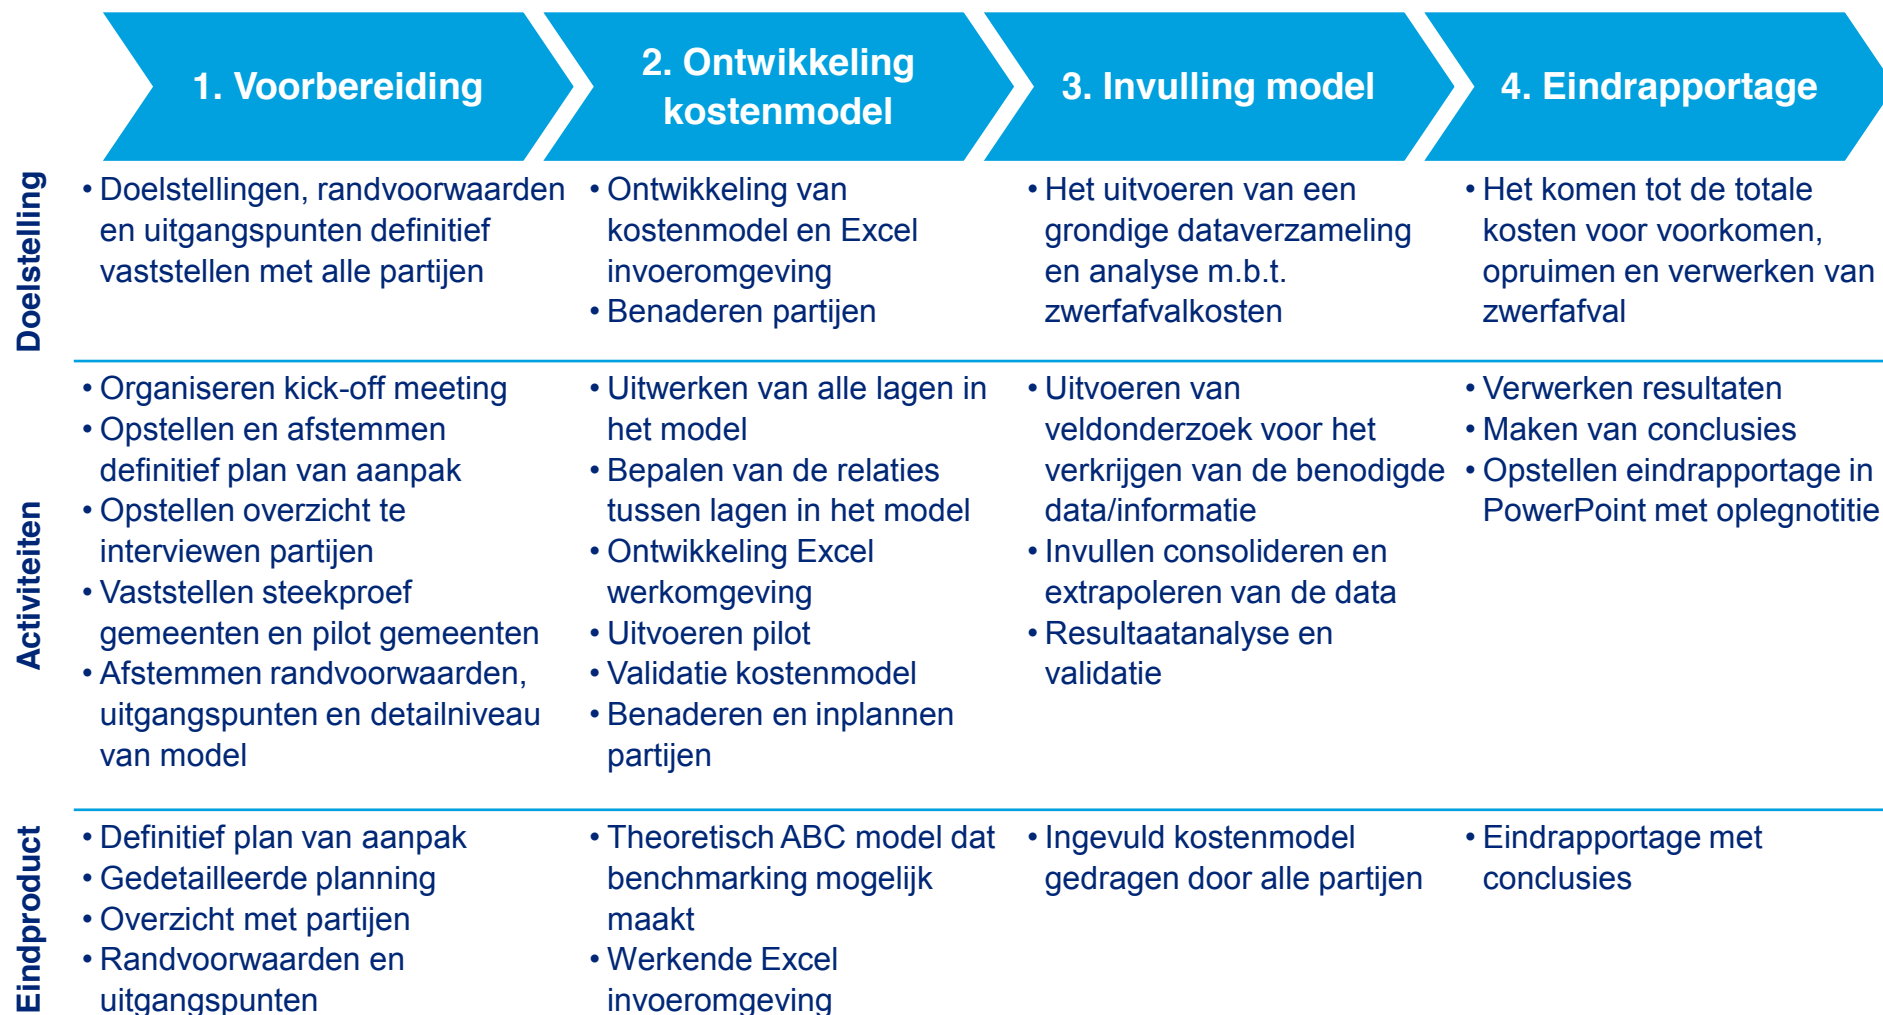 1. Voorbereiding
2. Ontwikkeling
kostenmodel
3. Invulling model
4. Eindrapportage
Doelstelling
• Doelstellingen, randvoorwaarden
en uitgangspunten definitief
vaststellen met alle partijen
• Ontwikkeling van
kostenmodel en Excel
invoeromgeving
• Benaderen partijen
• Het uitvoeren van een
grondige dataverzameling
en analyse m.b.t.
zwerfafvalkosten
• Het komen tot de totale
kosten voor voorkomen,
opruimen en verwerken van
zwerfafval
Activiteiten
• Organiseren kick-off meeting
• Opstellen en afstemmen
definitief plan van aanpak
• Opstellen overzicht te
interviewen partijen
• Vaststellen steekproef
gemeenten en pilot gemeenten
• Afstemmen randvoorwaarden,
uitgangspunten en detailniveau
van model
• Uitwerken van alle lagen in
het model
• Bepalen van de relaties
tussen lagen in het model
• Ontwikkeling Excel
werkomgeving
• Uitvoeren pilot
• Validatie kostenmodel
• Benaderen en inplannen
partijen
• Uitvoeren van
veldonderzoek voor het
verkrijgen van de benodigde
data/informatie
• Invullen consolideren en
extrapoleren van de data
• Resultaatanalyse en
validatie
• Verwerken resultaten
• Maken van conclusies
• Opstellen eindrapportage in
PowerPoint met oplegnotitie
Eindproduct
• Definitief plan van aanpak
• Gedetailleerde planning
• Overzicht met partijen
• Randvoorwaarden en
uitgangspunten
• Theoretisch ABC model dat
benchmarking mogelijk
maakt
• Werkende Excel
invoeromgeving
• Ingevuld kostenmodel
gedragen door alle partijen
• Eindrapportage met
conclusies